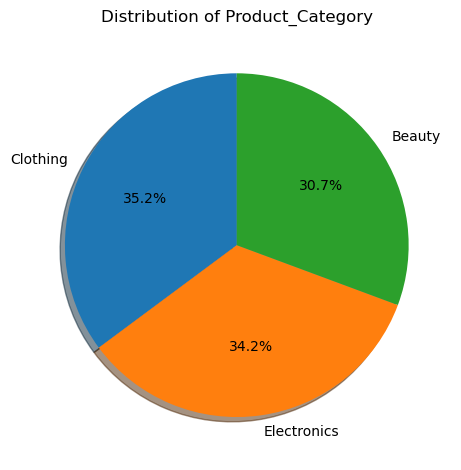 Distribution of Product_Category
Beauty
Clothing
30.7%
35.2%
34.2%
Electronics